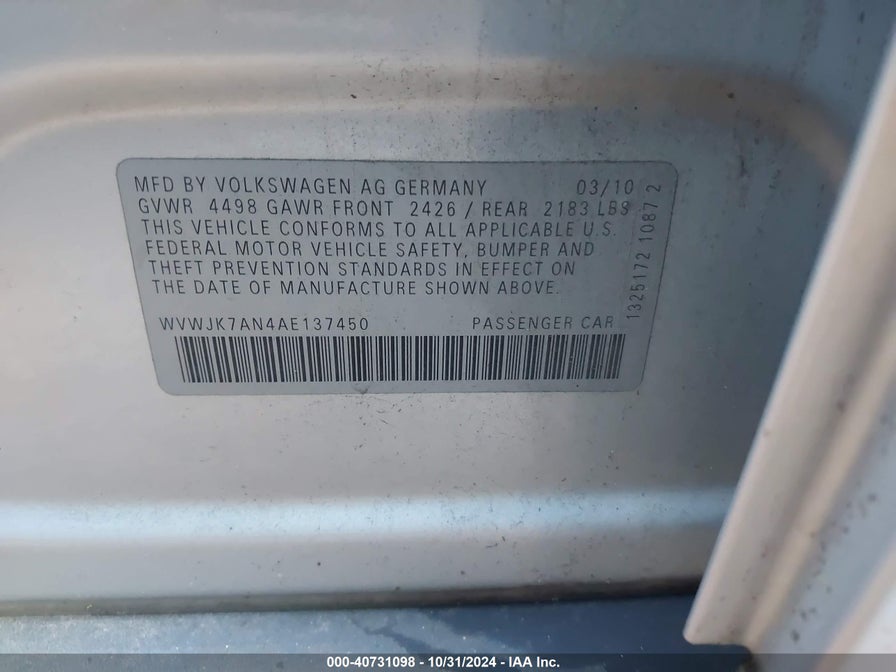 MFD BY VOLKSWAGEN AG GERMANY 03/10
GVWR 4498 GAWR FRONT 2426 / REAR 2183 LBS
THIS VEHICLE CONFORMS TO ALL APPLICABLE U.S.
FEDERAL MOTOR VEHICLE SAFETY, BUMPER AND
THEFT PREVENTION STANDARDS IN EFFECT ON
THE DATE OF MANUFACTURE SHOWN ABOVE.
WVWJK7AN4AE137450 PASSENGER CAR
1325172 1087 2
000-40731098 - 10/31/2024 - IAA Inc.